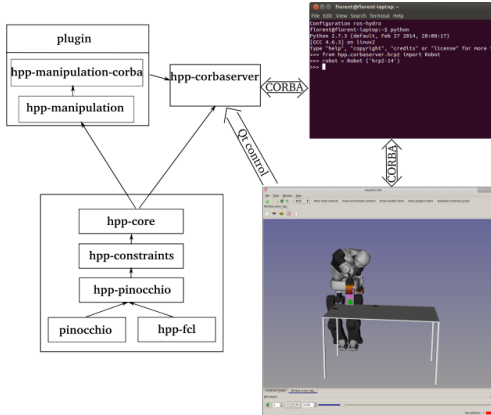 plugin
hpp-manipulation-corba
hpp-manipulation
hpp-corbaserver
CORBA
Configuration ros-hydro
florent@florent-laptop:~$ python
Python 2.7.3 (default, Feb 27 2014, 20:00:17)
[GCC 4.6.3] on linux2
Type "help", "copyright", "credits" or "license" for more
>>> from hpp.corbaserver.hrp2 import Robot
>>> robot = Robot ('hrp2-14')
>>>
florent@florent-laptop: ~
File Edit View Search Terminal Help
Qt control
CORBA
hpp-core
hpp-constraints
hpp-pinocchio
pinocchio
hpp-fcl